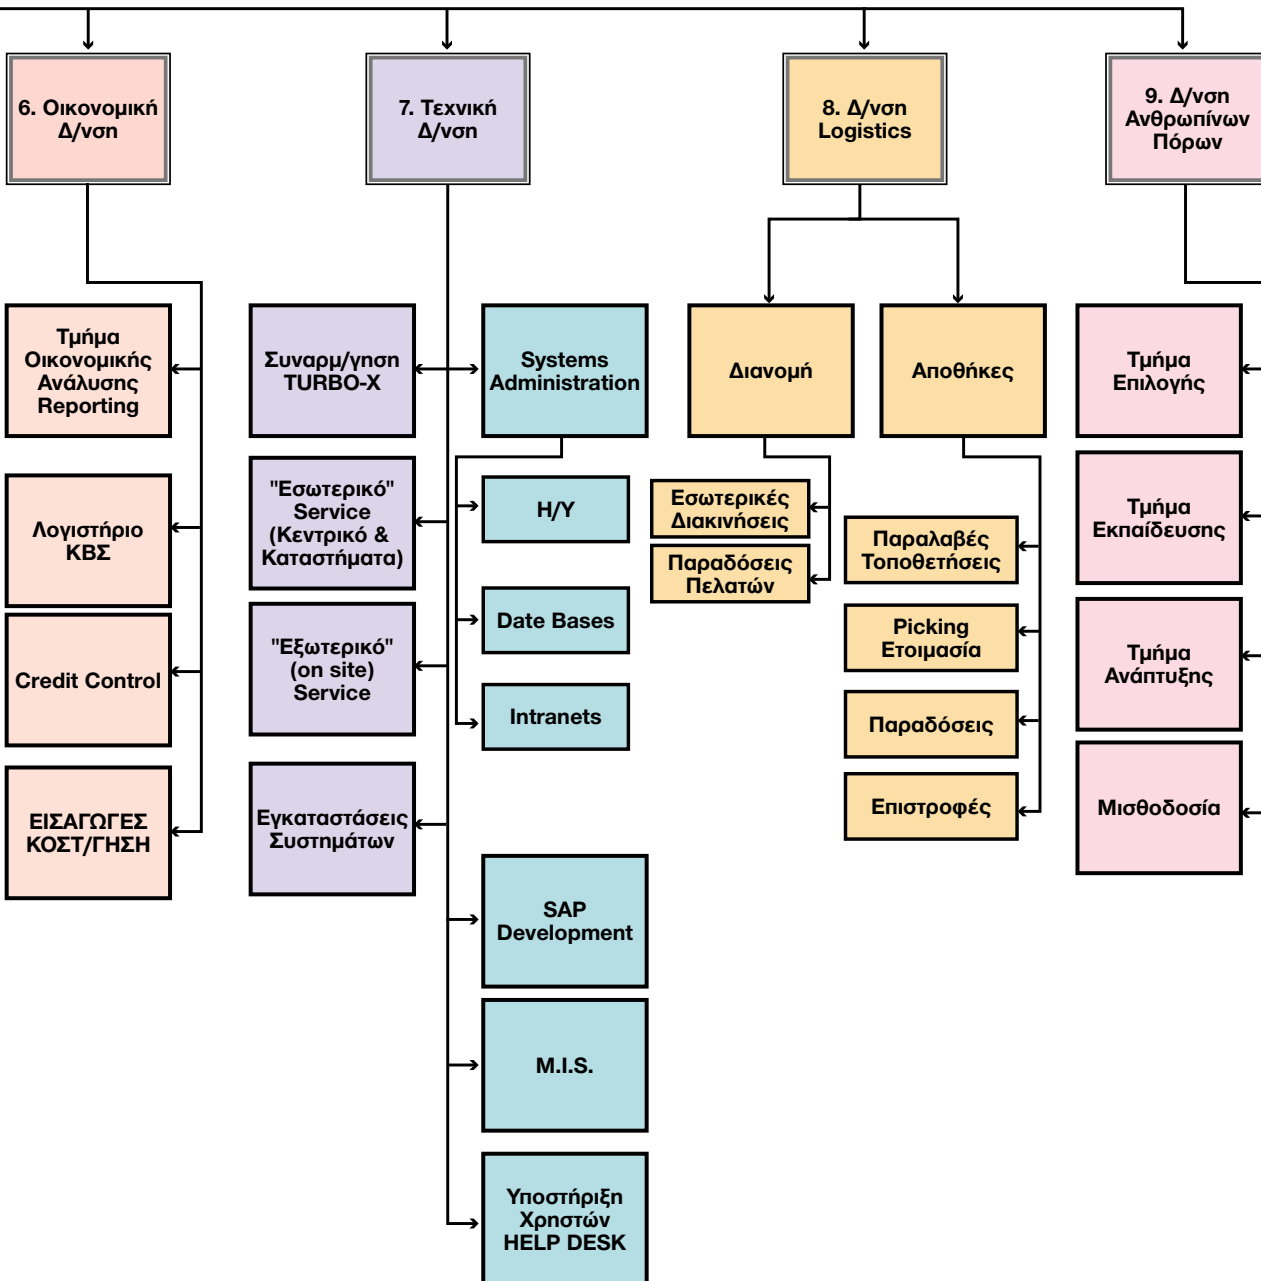 6. Οικονομική
Δ/νση
7. Τεχνική
Δ/νση
8. Δ/νση
Logistics
9. Δ/νση
Ανθρωπίνων
Πόρων
Τμήμα
Οικονομικής
Ανάλυσης
Reporting
Λογιστήριο
ΚΒΣ
Credit Control
ΕΙΣΑΓΩΓΕΣ
ΚΟΣΤ/ΓΗΣΗ
Συναρμ/γηση
TURBO-X
"Εσωτερικό"
Service
(Κεντρικό &
Καταστήματα)
"Εξωτερικό"
(on site)
Service
Εγκαταστάσεις
Συστημάτων
Systems
Administration
Η/Υ
Date Bases
Intranets
SAP
Development
M.I.S.
Υποστήριξη
Χρηστών
HELP DESK
Διανομή
Εσωτερικές
Διακινήσεις
Παραδόσεις
Πελατών
Αποθήκες
Παραλαβές
Τοποθετήσεις
Picking
Ετοιμασία
Παραδόσεις
Επιστροφές
Τμήμα
Επιλογής
Τμήμα
Εκπαίδευσης
Τμήμα
Ανάπτυξης
Μισθοδοσία